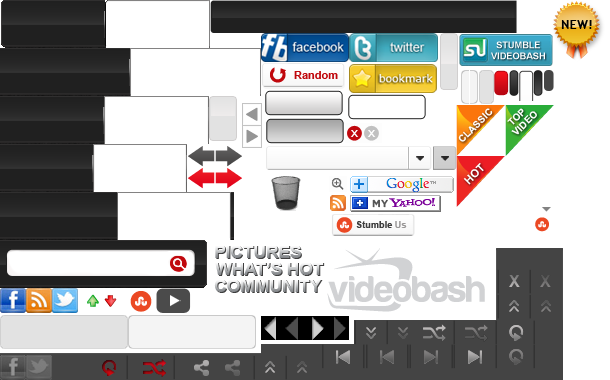 NEW!
facebook
twitter
STUMBLE
VIDEOBASH
Random
bookmark
CLASSIC
TOP
VIDEO
HOT
Google™
MY YAHOO!
Stumble Us
PICTURES
WHAT'S HOT
COMMUNITY
videobash